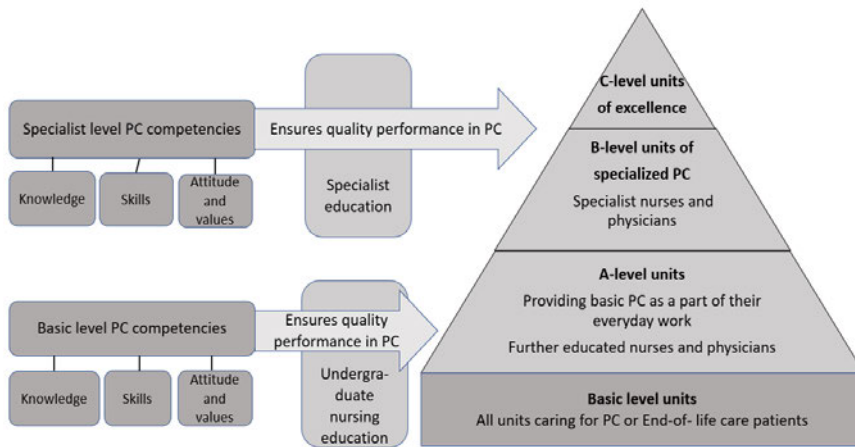 Specialist level PC competencies
Knowledge
Skills
Attitude
and
values
Ensures quality performance in PC
Specialist
education
Basic level PC competencies
Knowledge
Skills
Attitude
and values
Ensures quality
performance in PC
Undergra-
duate
nursing
education
C-level units
of excellence
B-level units of
specialized PC
Specialist nurses and
physicians
A-level units
Providing basic PC as a part of their
everyday work
Further educated nurses and physicians
Basic level units
All units caring for PC or End-of- life care patients